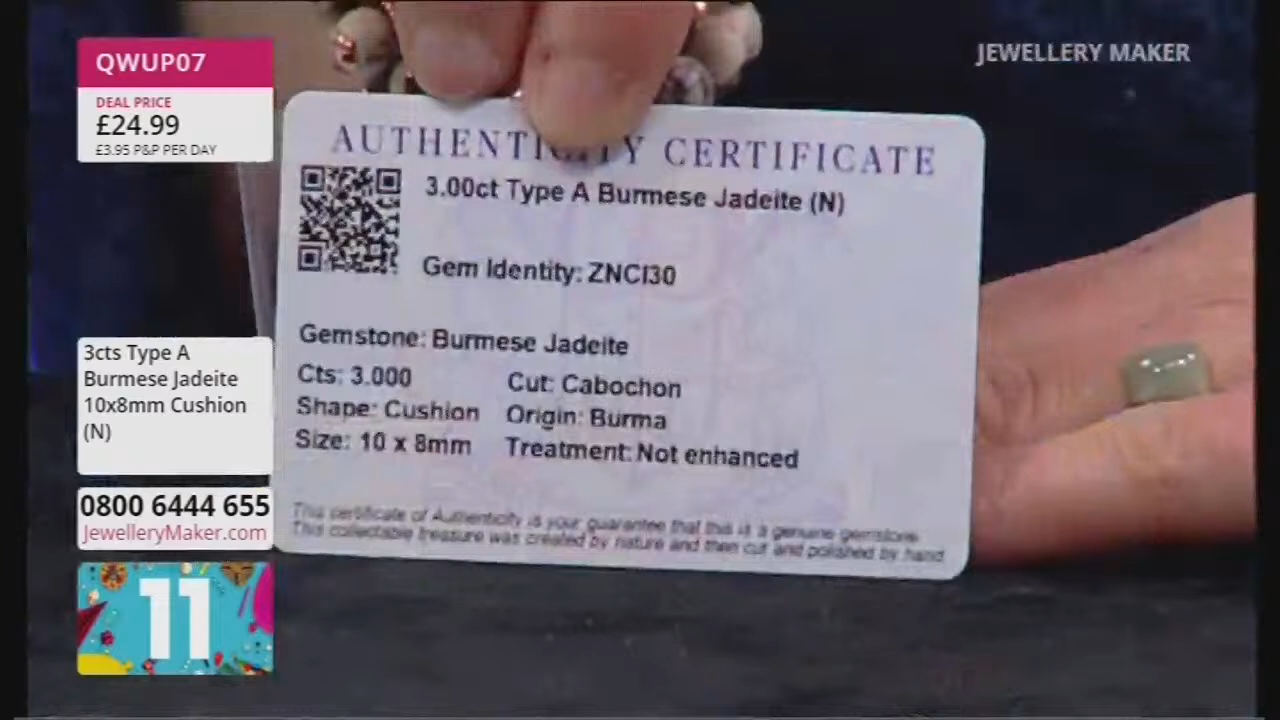 QWUP07
DEAL PRICE
£24.99
£3.95 P&P PER DAY
JEWELLERY MAKER
AUTHENTICITY CERTIFICATE
3.00ct Type A Burmese Jadeite (N)
Gem Identity: ZNCI30
Gemstone: Burmese Jadeite
Cts: 3.000 Cut: Cabochon
Shape: Cushion Origin: Burma
Size: 10 x 8mm Treatment: Not enhanced
This certificate of Authenticity is your guarantee that this is a genuine gemstone.
This collectable treasure was created by nature and then cut and polished by hand
3cts Type A
Burmese Jadeite
10x8mm Cushion
(N)
0800 6444 655
JewelleryMaker.com
11